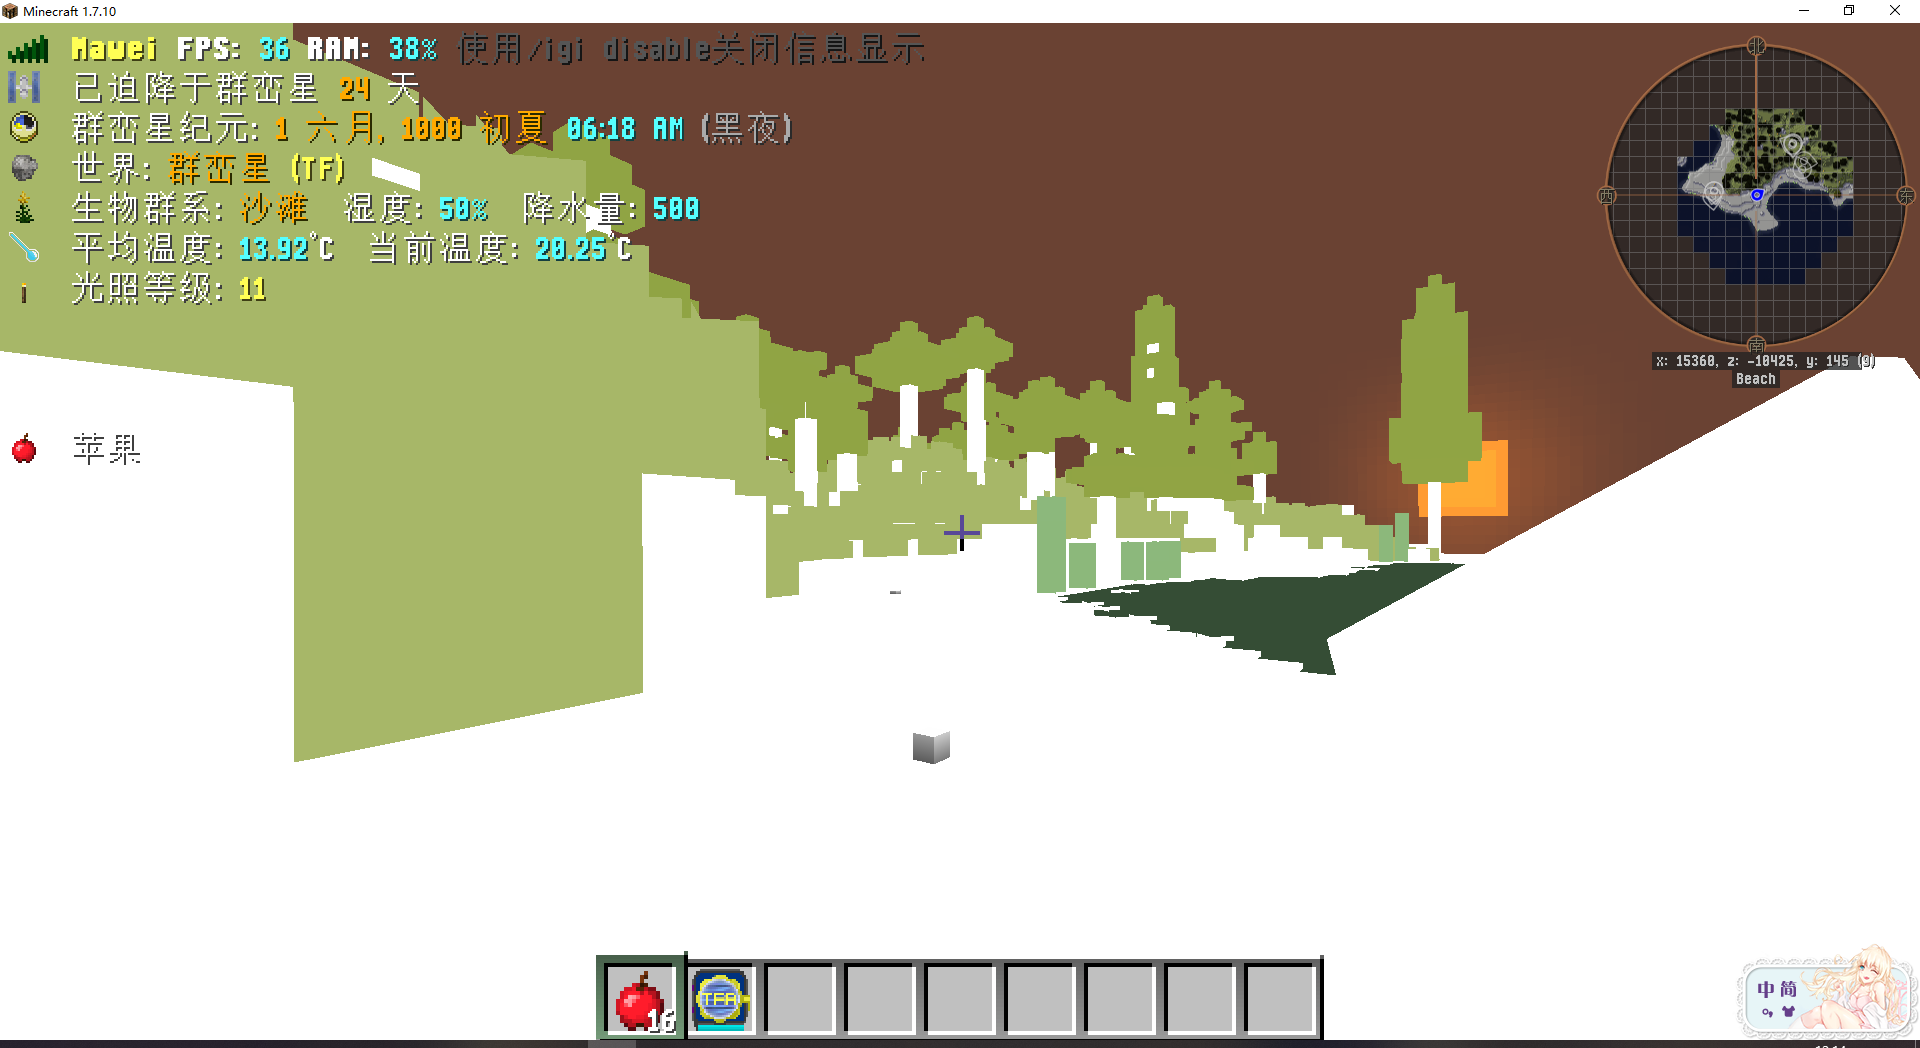 Minecraft 1.7.10
Mawei FPS: 36 RAM: 38% 使用/igi disable关闭信息显示
已迫降于群峦星 24 天
群峦星纪元: 1 六月, 1000 初夏 06:18 AM (黑夜)
世界: 群峦星 (TF)
生物群系: 沙滩 湿度: 50% 降水量: 500
平均温度: 13.92°C 当前温度: 20.25°C
光照等级: 11
北
西
东
南
x: 15360, z: -10425, y: 145 (9)
Beach
苹果
16
TFR
中简